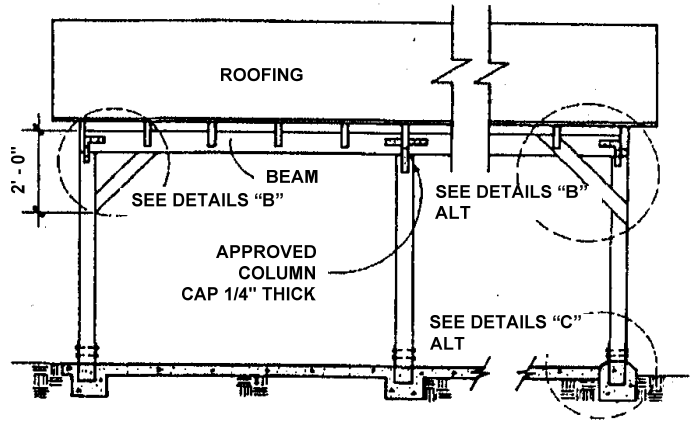 ROOFING
2' - 0"
BEAM
SEE DETAILS “B”
SEE DETAILS “B”
ALT
APPROVED
COLUMN
CAP 1/4" THICK
SEE DETAILS “C”
ALT